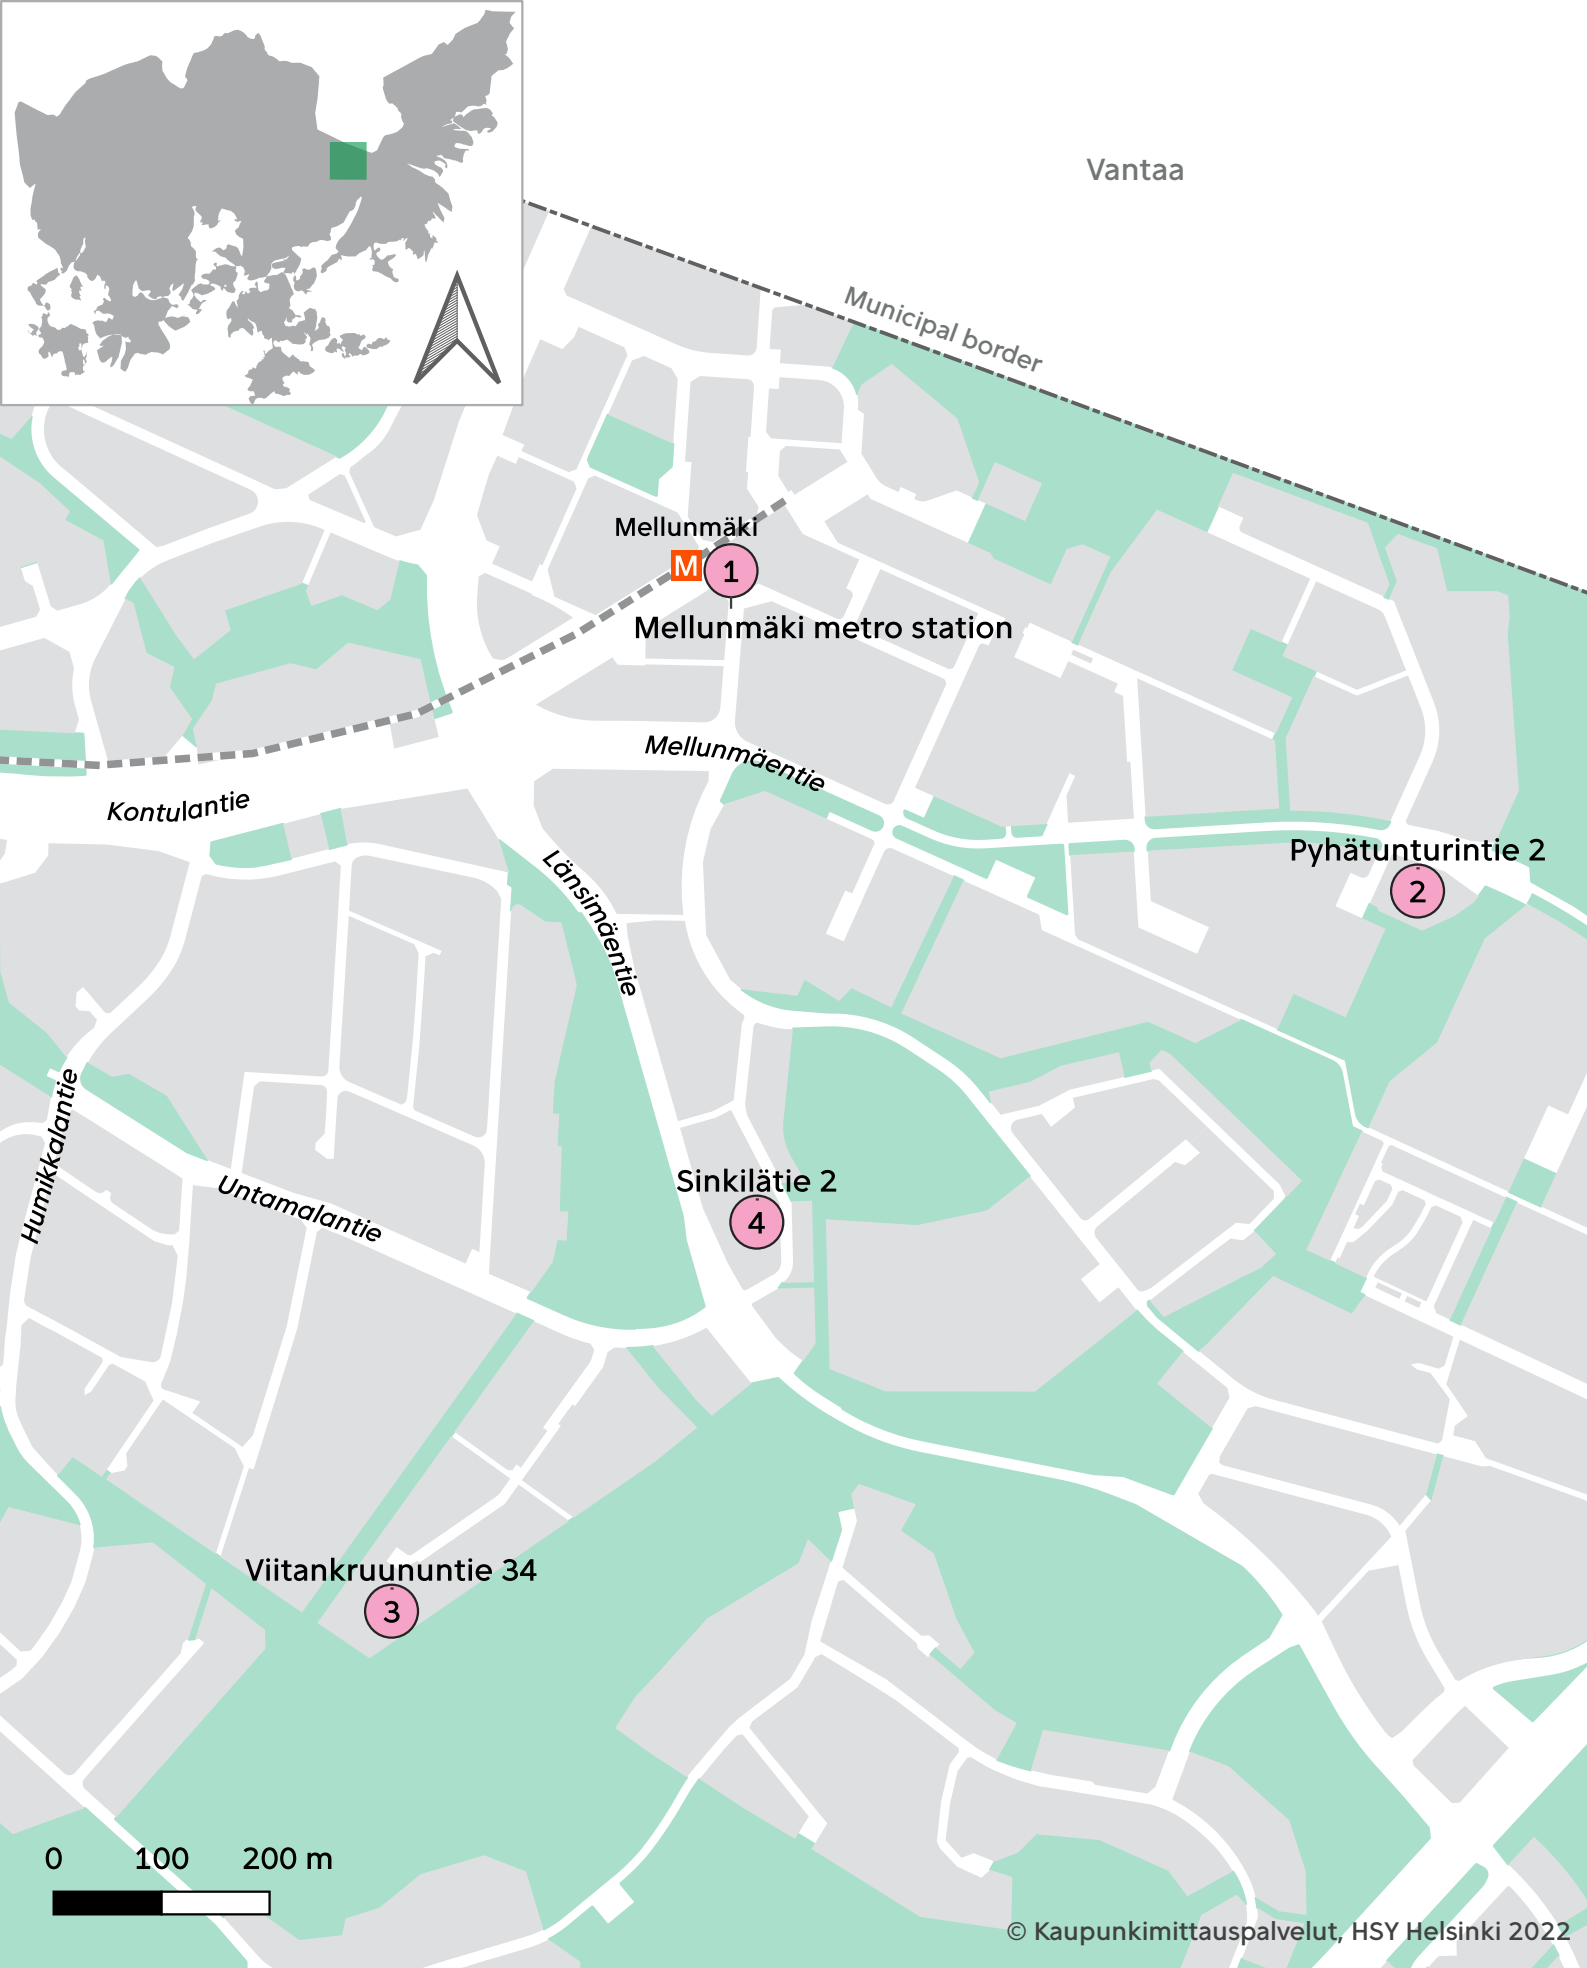 Vantaa
Municipal border
Mellunmäki
M
1
Mellunmäki metro station
Mellunmäentie
Kontulantie
Pyhätunturintie 2
2
Länsimäentie
Humikkalantie
Sinkilätie 2
4
Untamalantie
Viitankruununtie 34
3
0 100 200 m
© Kaupunkimittauspalvelut, HSY Helsinki 2022